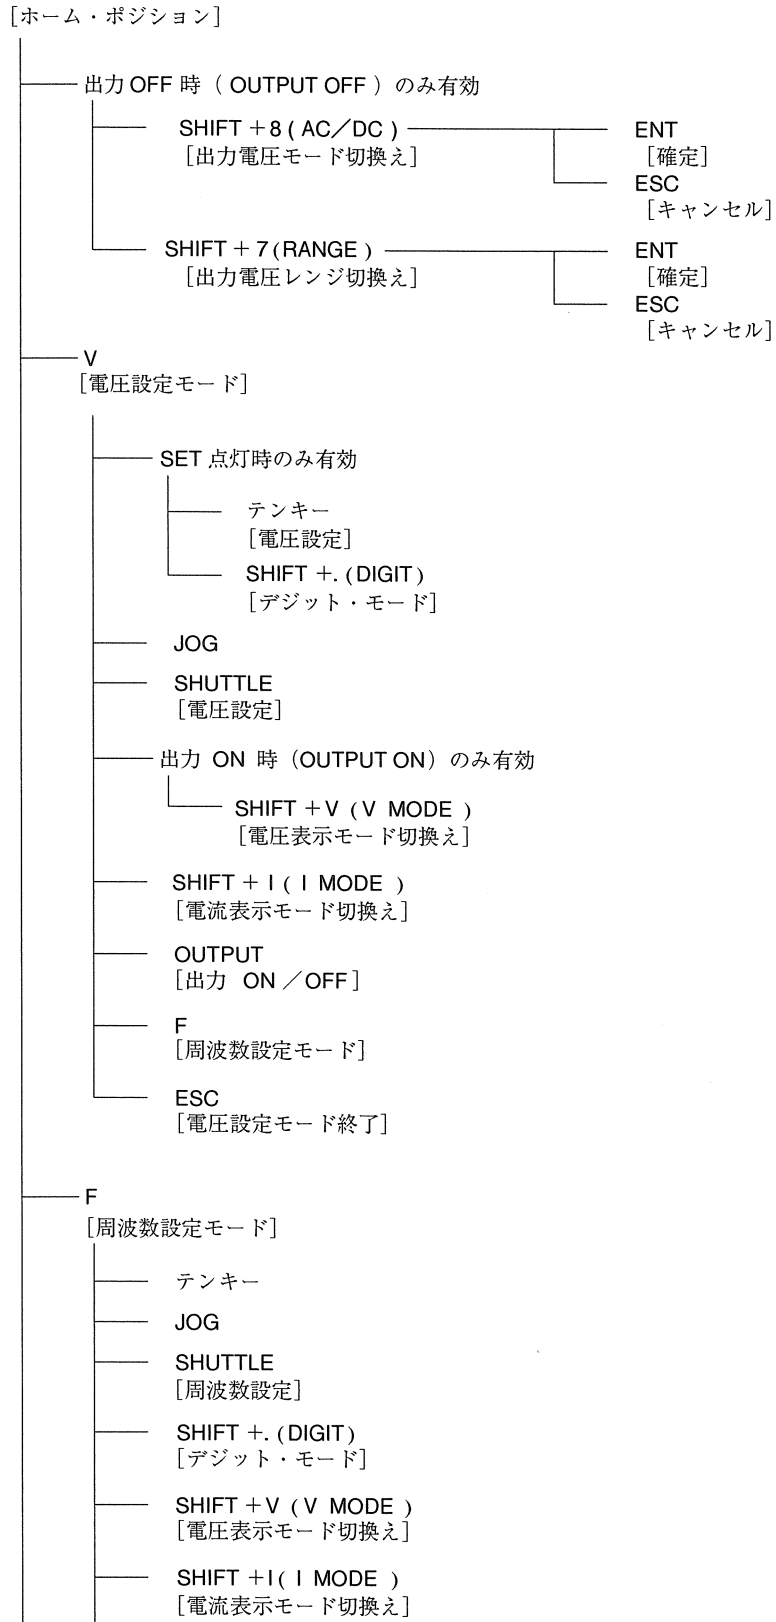 [ホーム・ポジション]
出力 OFF 時 ( OUTPUT OFF ) のみ有効
SHIFT +8 ( AC／DC )
ENT
[出力電圧モード切換え]
[確定]
ESC
[キャンセル]
SHIFT + 7 (RANGE )
ENT
[出力電圧レンジ切換え]
[確定]
ESC
[キャンセル]
V
[電圧設定モード]
SET 点灯時のみ有効
テンキー
[電圧設定]
SHIFT +. (DIGIT)
[デジット・モード]
JOG
SHUTTLE
[電圧設定]
出力 ON 時 (OUTPUT ON) のみ有効
SHIFT +V (V MODE )
[電圧表示モード切換え]
SHIFT + I ( I MODE )
[電流表示モード切換え]
OUTPUT
[出力 ON ／OFF]
F
[周波数設定モード]
ESC
[電圧設定モード終了]
F
[周波数設定モード]
テンキー
JOG
SHUTTLE
[周波数設定]
SHIFT +. (DIGIT)
[デジット・モード]
SHIFT +V (V MODE )
[電圧表示モード切換え]
SHIFT +I ( I MODE )
[電流表示モード切換え]